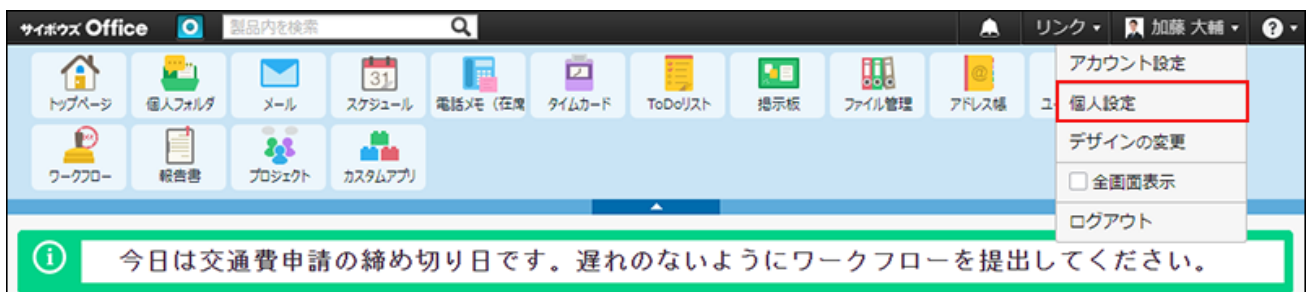 サイボウズ Office 製品内を検索 リンク 加藤 大輔 ?
トップページ 個人フォルダ メール スケジュール 電話メモ（在席 タイムカード ToDoリスト 掲示板 ファイル管理 アドレス帳 ユ
31
@
ワークフロー 報告書 プロジェクト カスタムアプリ
アカウント設定
個人設定
デザインの変更
全画面表示
ログアウト
今日は交通費申請の締め切り日です。遅れのないようにワークフローを提出してください。